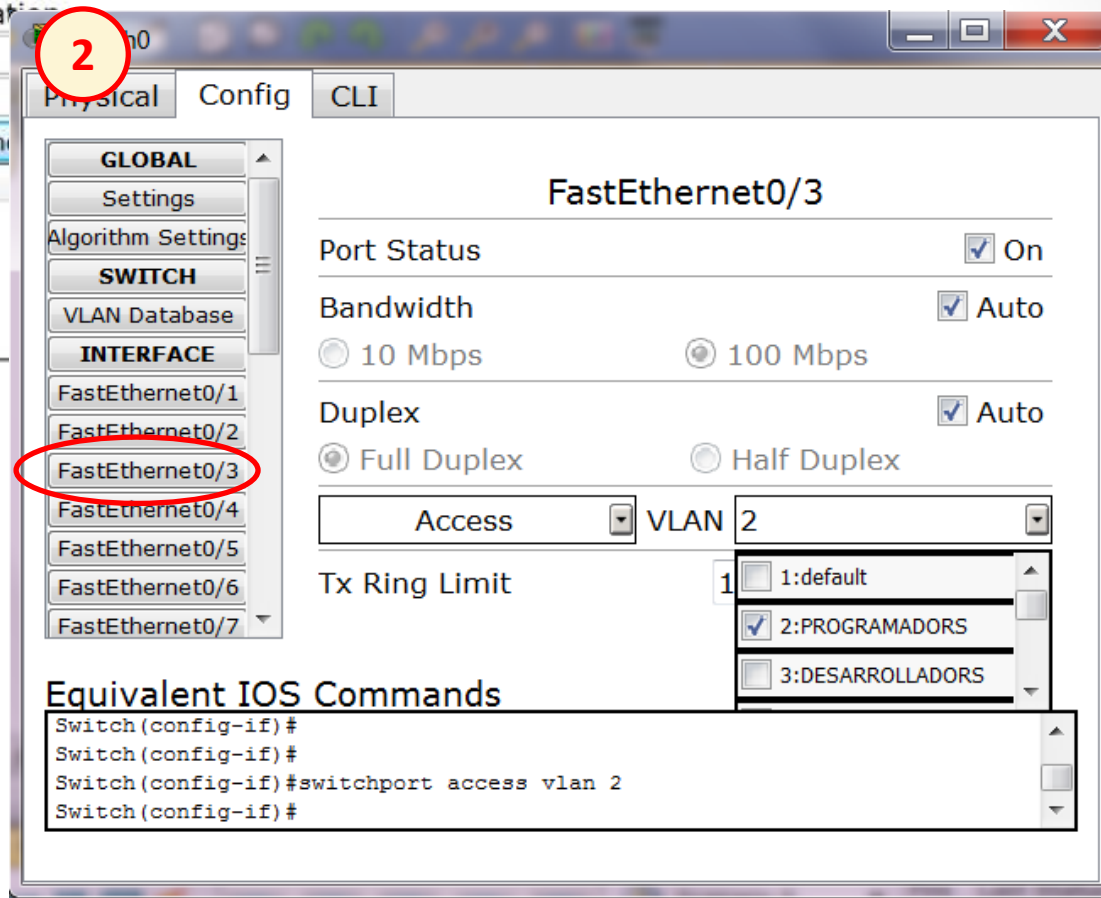 2
h0
Physical Config CLI
GLOBAL
Settings
Algorithm Settings
SWITCH
VLAN Database
INTERFACE
FastEthernet0/1
FastEthernet0/2
FastEthernet0/3
FastEthernet0/4
FastEthernet0/5
FastEthernet0/6
FastEthernet0/7
FastEthernet0/3
Port Status On
Bandwidth Auto
10 Mbps 100 Mbps
Duplex Auto
Full Duplex Half Duplex
Access VLAN 2
Tx Ring Limit 1
1:default
2:PROGRAMADORS
3:DESARROLLADORS
Equivalent IOS Commands
Switch(config-if)#
Switch(config-if)#
Switch(config-if)#switchport access vlan 2
Switch(config-if)#